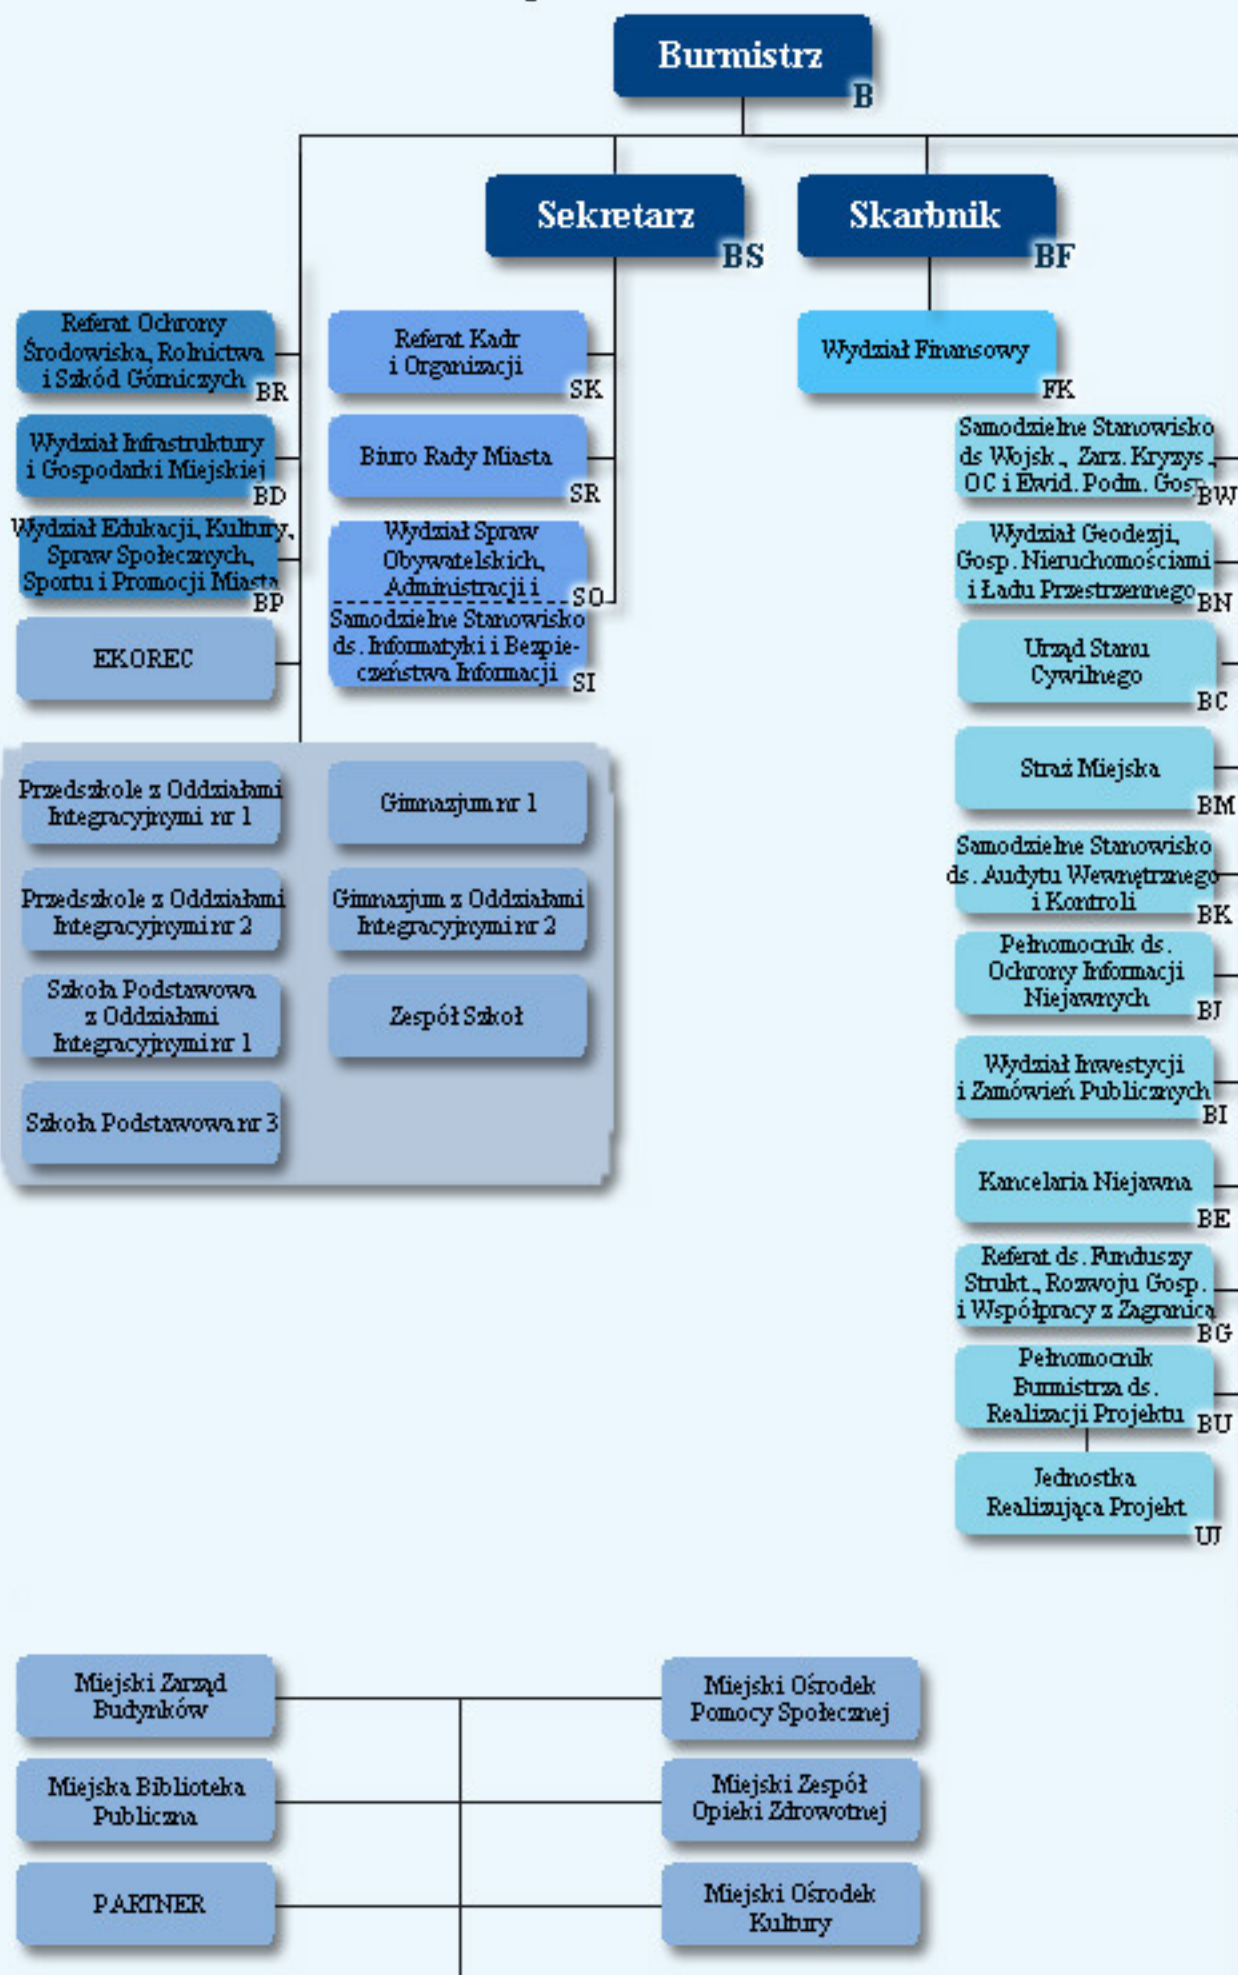 Burmistrz
B
Sekretarz
BS
Skarbnik
BF
Referat Ochrony
Środowiska, Rolnictwa
i Szkód Górniczych
BR
Wydział Infrastruktury
i Gospodarki Miejskiej
BD
Wydział Edukacji, Kultury,
Spraw Społecznych,
Sportu i Promocji Miasta
BP
EKOREC
Referat Kadr
i Organizacji
SK
Biuro Rady Miasta
SR
Wydział Spraw
Obywatelskich,
Administracji i
SO
Samodzielne Stanowisko
ds. Informatyki i Bezpie-
czeństwa Informacji
SI
Wydział Finansowy
FK
Samodzielne Stanowisko
ds Wojsk., Zarz. Kryzys.,
OC i Ewid. Podm. Gosp.
BW
Wydział Geodezji,
Gosp. Nieruchomościami
i Ładu Przestrzennego
BN
Urząd Stanu
Cywilnego
BC
Straż Miejska
BM
Samodzielne Stanowisko
ds. Audytu Wewnętrznego
i Kontroli
BK
Pełnomocnik ds.
Ochrony Informacji
Niejawnych
BJ
Wydział Inwestycji
i Zamówień Publicznych
BI
Kancelaria Niejawna
BE
Referat ds. Funduszy
Strukt., Rozwoju Gosp.
i Współpracy z Zagranicą
BG
Pełnomocnik
Burmistrza ds.
Realizacji Projektu
BU
Jednostka
Realizująca Projekt
UJ
Przedszkole z Oddziałami
Integracyjnymi nr 1
Gimnazjum nr 1
Przedszkole z Oddziałami
Integracyjnymi nr 2
Gimnazjum z Oddziałami
Integracyjnymi nr 2
Szkoła Podstawowa
z Oddziałami
Integracyjnymi nr 1
Zespół Szkoł
Szkoła Podstawowa nr 3
Miejski Zarząd
Budynków
Miejski Ośrodek
Pomocy Społecznej
Miejska Biblioteka
Publiczna
Miejski Zespół
Opieki Zdrowotnej
PARTNER
Miejski Ośrodek
Kultury